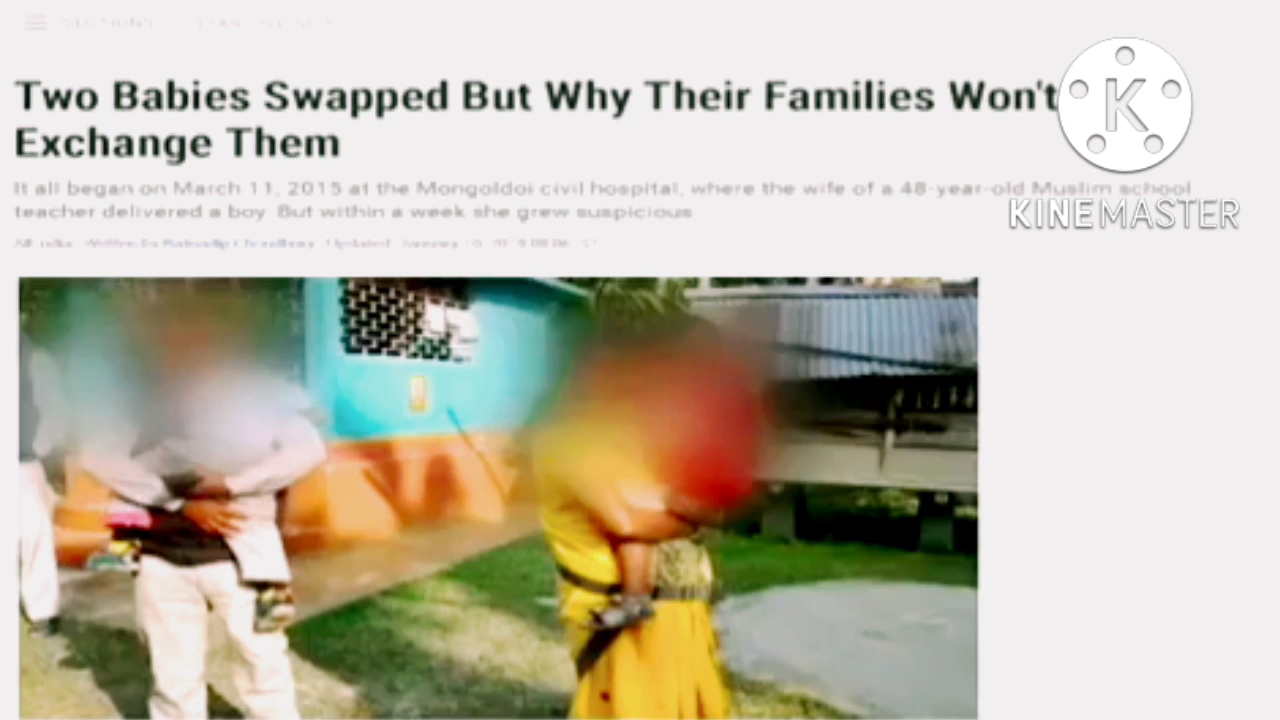 Two Babies Swapped But Why Their Families Won't
Exchange Them
It all began on March 11, 2015 at the Mongoldoi civil hospital, where the wife of a 48-year-old Muslim school
teacher delivered a boy. But within a week she grew suspicious
K
KINEMASTER